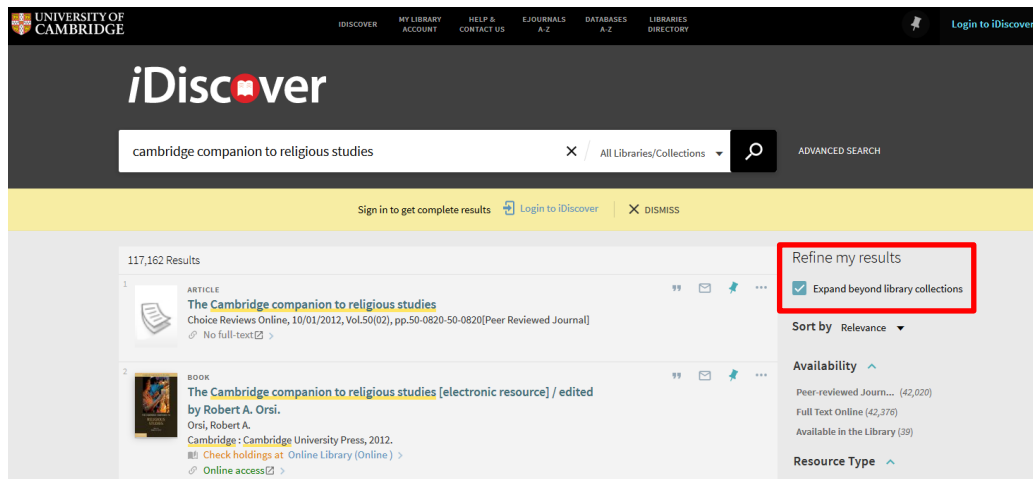 UNIVERSITY OF
CAMBRIDGE
IDISCOVER
MY LIBRARY
ACCOUNT
HELP &
CONTACT US
EJOURNALS
A-Z
DATABASES
A-Z
LIBRARIES
DIRECTORY
Login to iDiscover
iDiscover
cambridge companion to religious studies
All Libraries/Collections
ADVANCED SEARCH
Sign in to get complete results Login to iDiscover DISMISS
117,162 Results
1
ARTICLE
The Cambridge companion to religious studies
Choice Reviews Online, 10/01/2012, Vol.50(02), pp.50-0820-50-0820[Peer Reviewed Journal]
No full-text >
2
BOOK
The Cambridge companion to religious studies [electronic resource] / edited
by Robert A. Orsi.
Orsi, Robert A.
Cambridge : Cambridge University Press, 2012.
Check holdings at Online Library (Online ) >
Online access >
Refine my results
Expand beyond library collections
Sort by Relevance
Availability
Peer-reviewed Journ... (42,020)
Full Text Online (42,376)
Available in the Library (39)
Resource Type